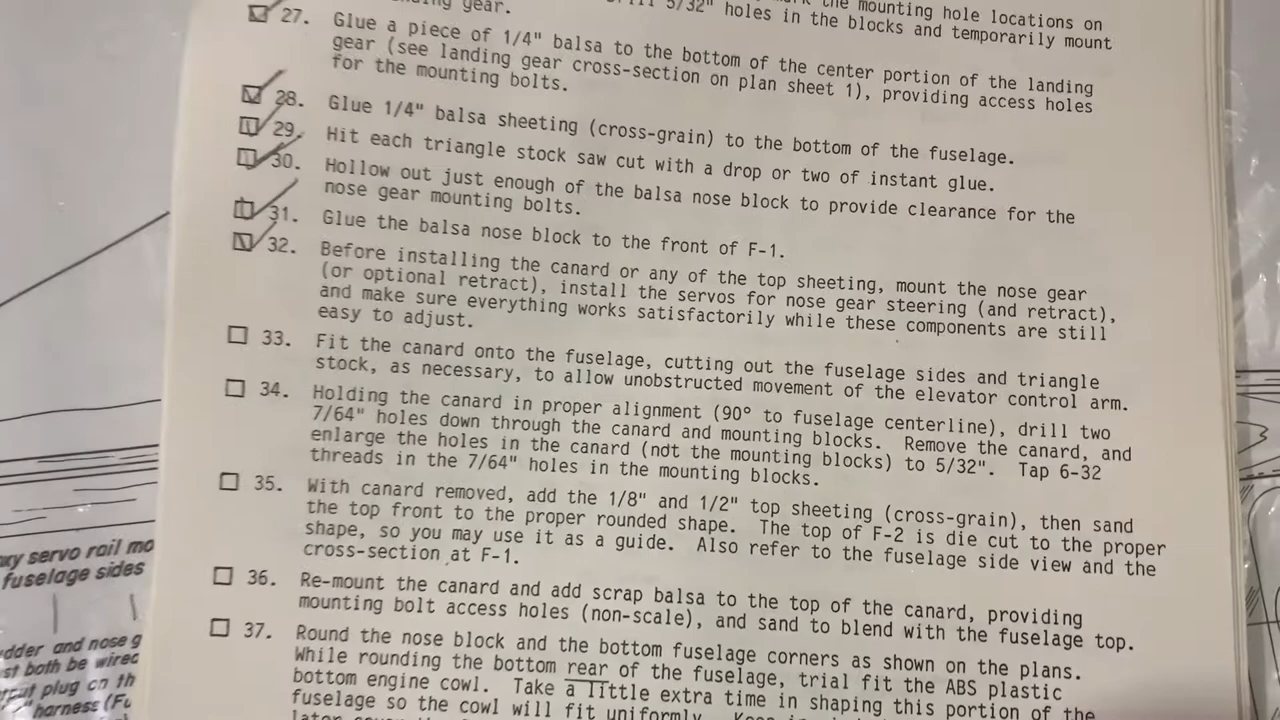 the mounting hole locations on
gear. 5/32" holes in the blocks and temporarily mount
27. Glue a piece of 1/4" balsa to the bottom of the center portion of the landing
gear (see landing gear cross-section on plan sheet 1), providing access holes
for the mounting bolts.
28. Glue 1/4" balsa sheeting (cross-grain) to the bottom of the fuselage.
29. Hit each triangle stock saw cut with a drop or two of instant glue.
30. Hollow out just enough of the balsa nose block to provide clearance for the
nose gear mounting bolts.
31. Glue the balsa nose block to the front of F-1.
32. Before installing the canard or any of the top sheeting, mount the nose gear
(or optional retract), install the servos for nose gear steering (and retract),
and make sure everything works satisfactorily while these components are still
easy to adjust.
33. Fit the canard onto the fuselage, cutting out the fuselage sides and triangle
stock, as necessary, to allow unobstructed movement of the elevator control arm.
34. Holding the canard in proper alignment (90° to fuselage centerline), drill two
7/64" holes down through the canard and mounting blocks. Remove the canard, and
enlarge the holes in the canard (not the mounting blocks) to 5/32". Tap 6-32
threads in the 7/64" holes in the mounting blocks.
35. With canard removed, add the 1/8" and 1/2" top sheeting (cross-grain), then sand
the top front to the proper rounded shape. The top of F-2 is die cut to the proper
shape, so you may use it as a guide. Also refer to the fuselage side view and the
cross-section at F-1.
36. Re-mount the canard and add scrap balsa to the top of the canard, providing
mounting bolt access holes (non-scale), and sand to blend with the fuselage top.
37. Round the nose block and the bottom fuselage corners as shown on the plans.
While rounding the bottom rear of the fuselage, trial fit the ABS plastic
bottom engine cowl. Take a little extra time in shaping this portion of the
fuselage so the cowl will fit uniformly.
servo rail
fuselage sides
and nose
both be wired
plug on
harness